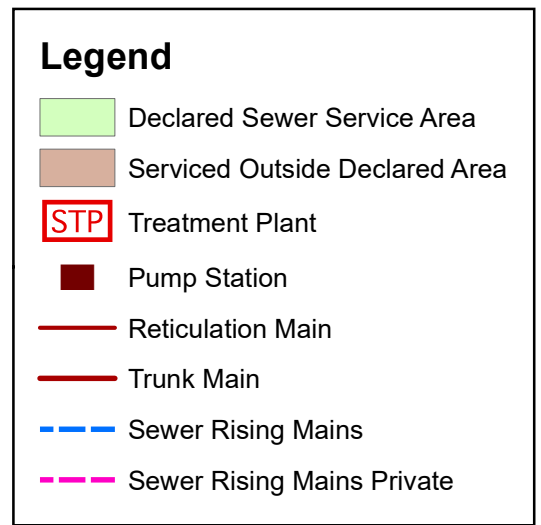 Legend
Declared Sewer Service Area
Serviced Outside Declared Area
STP Treatment Plant
Pump Station
Reticulation Main
Trunk Main
Sewer Rising Mains
Sewer Rising Mains Private